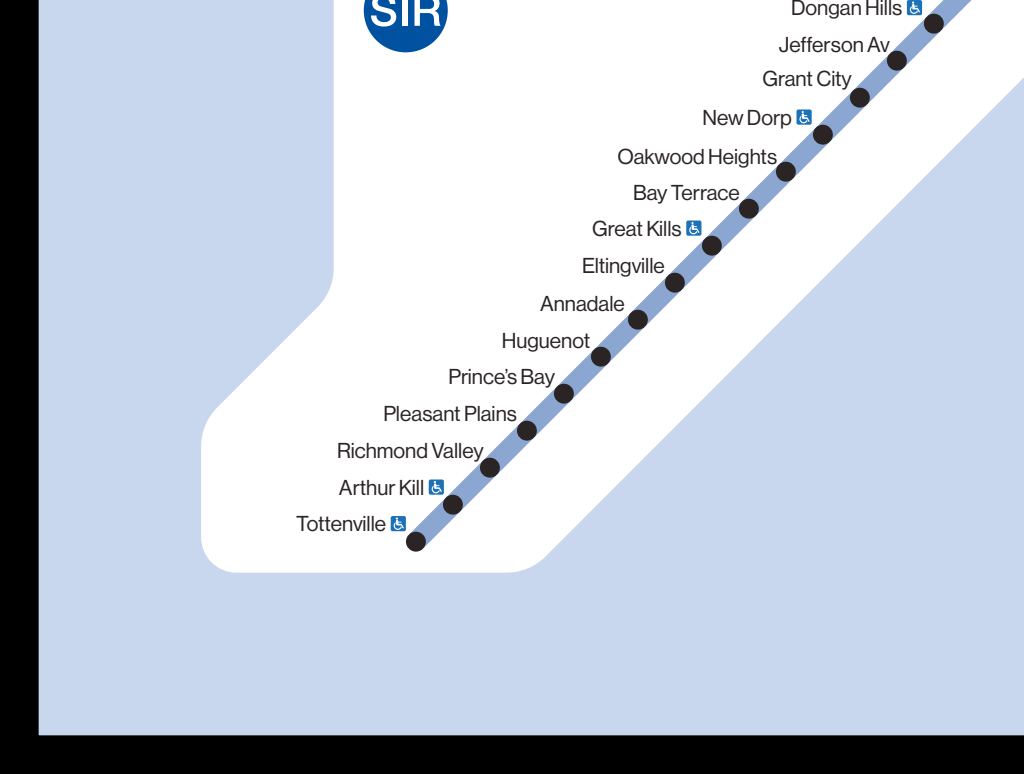 SIR
Dongan Hills
Jefferson Av
Grant City
New Dorp
Oakwood Heights
Bay Terrace
Great Kills
Eltingville
Annadale
Huguenot
Prince’s Bay
Pleasant Plains
Richmond Valley
Arthur Kill
Tottenville